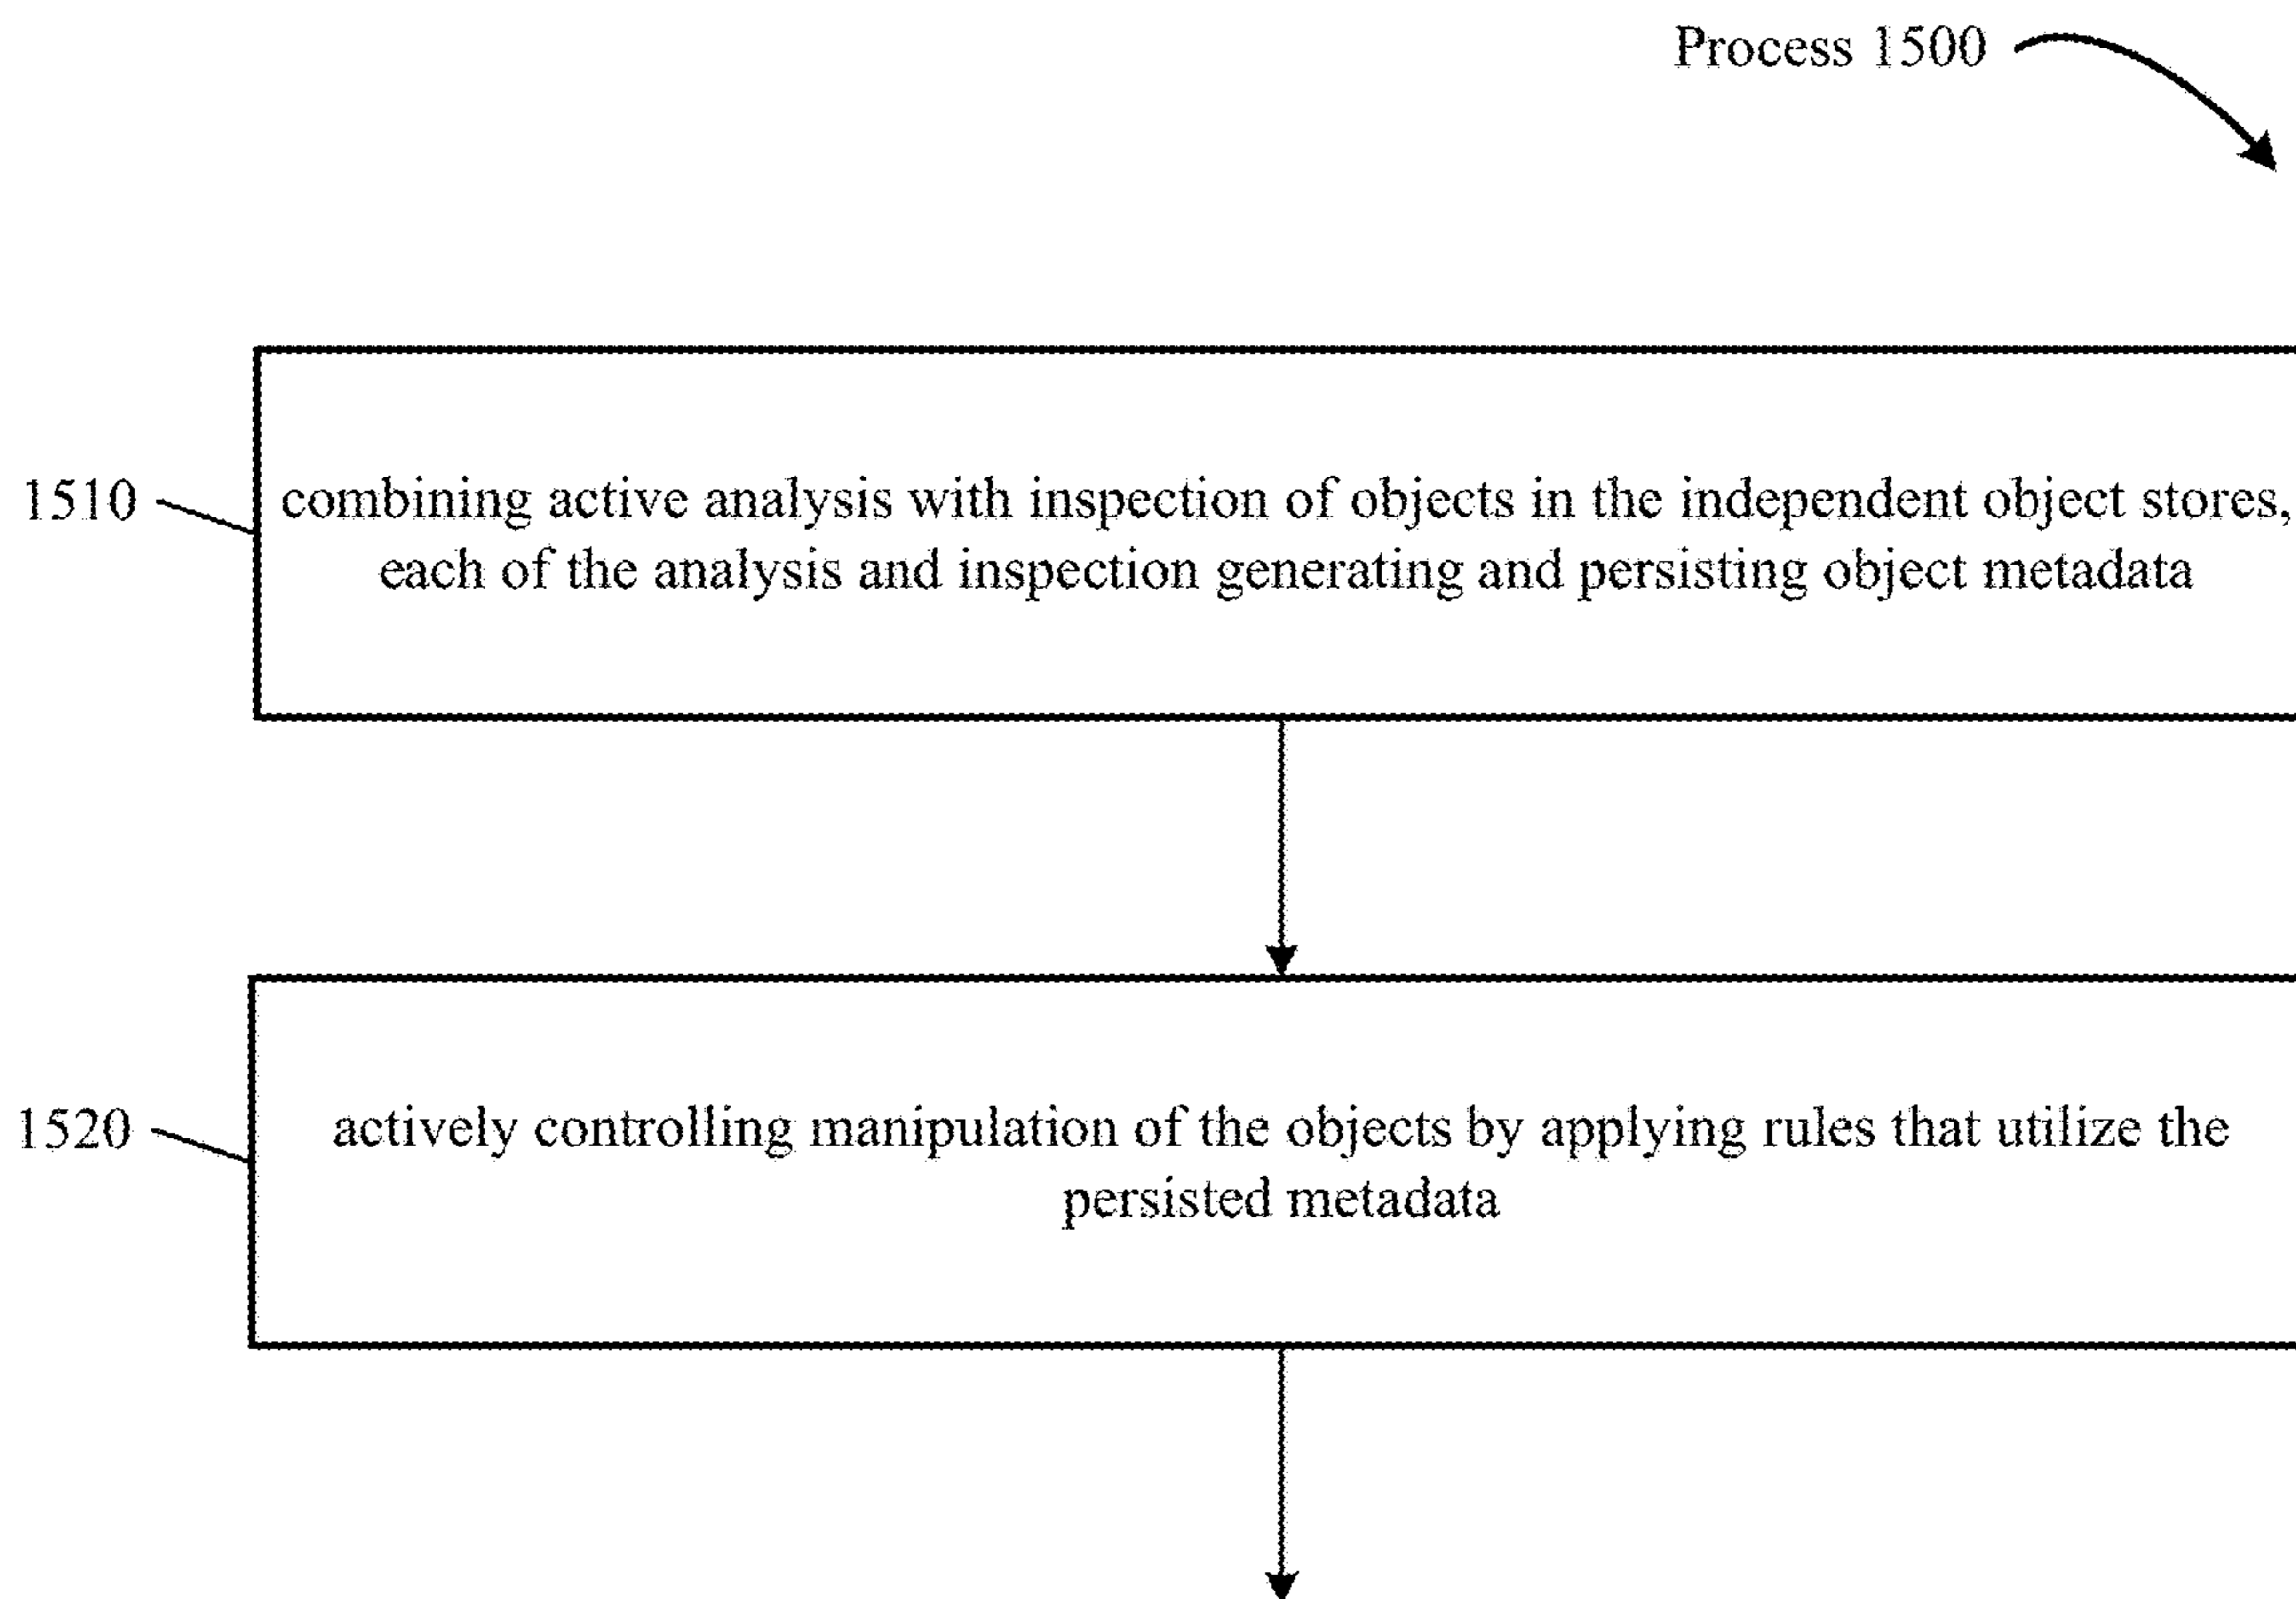 Process 1500
1510
combining active analysis with inspection of objects in the independent object stores,
each of the analysis and inspection generating and persisting object metadata
1520
actively controlling manipulation of the objects by applying rules that utilize the
persisted metadata